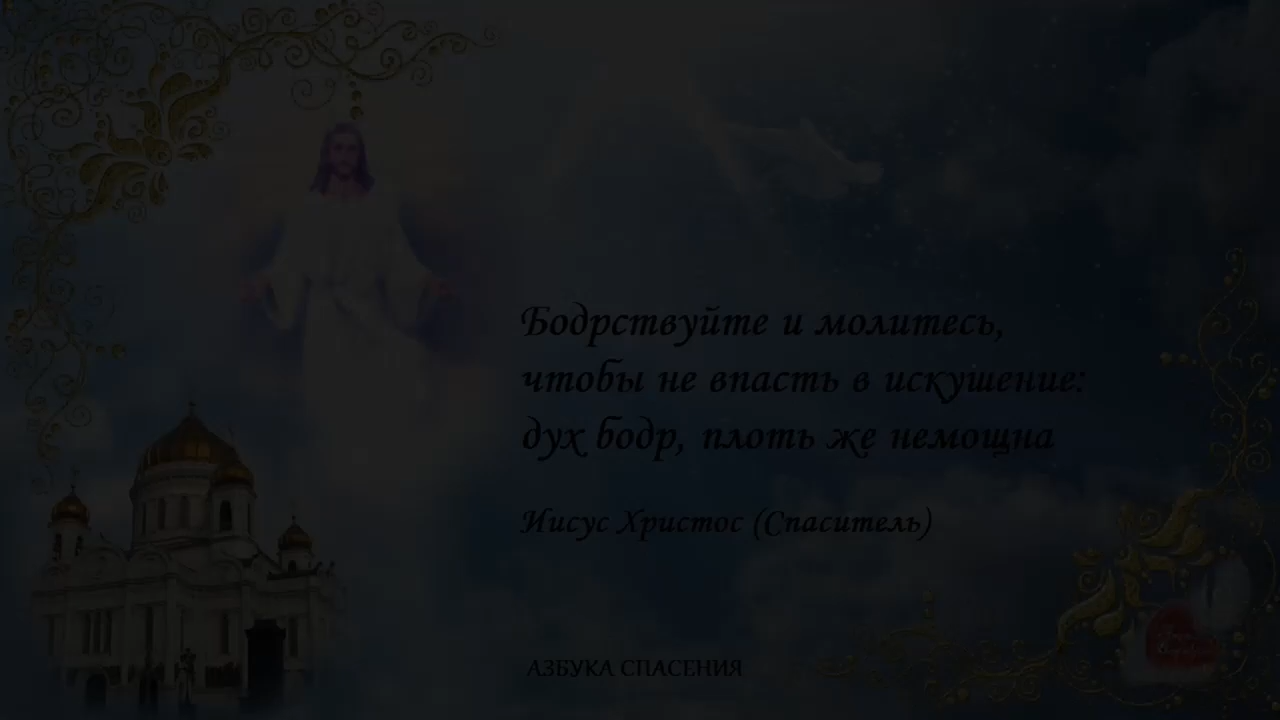 Бодрствуйте и молитесь,
чтобы не впасть в искушение:
дух бодр, плоть же немощна
Иисус Христос (Спаситель)
АЗБУКА СПАСЕНИЯ